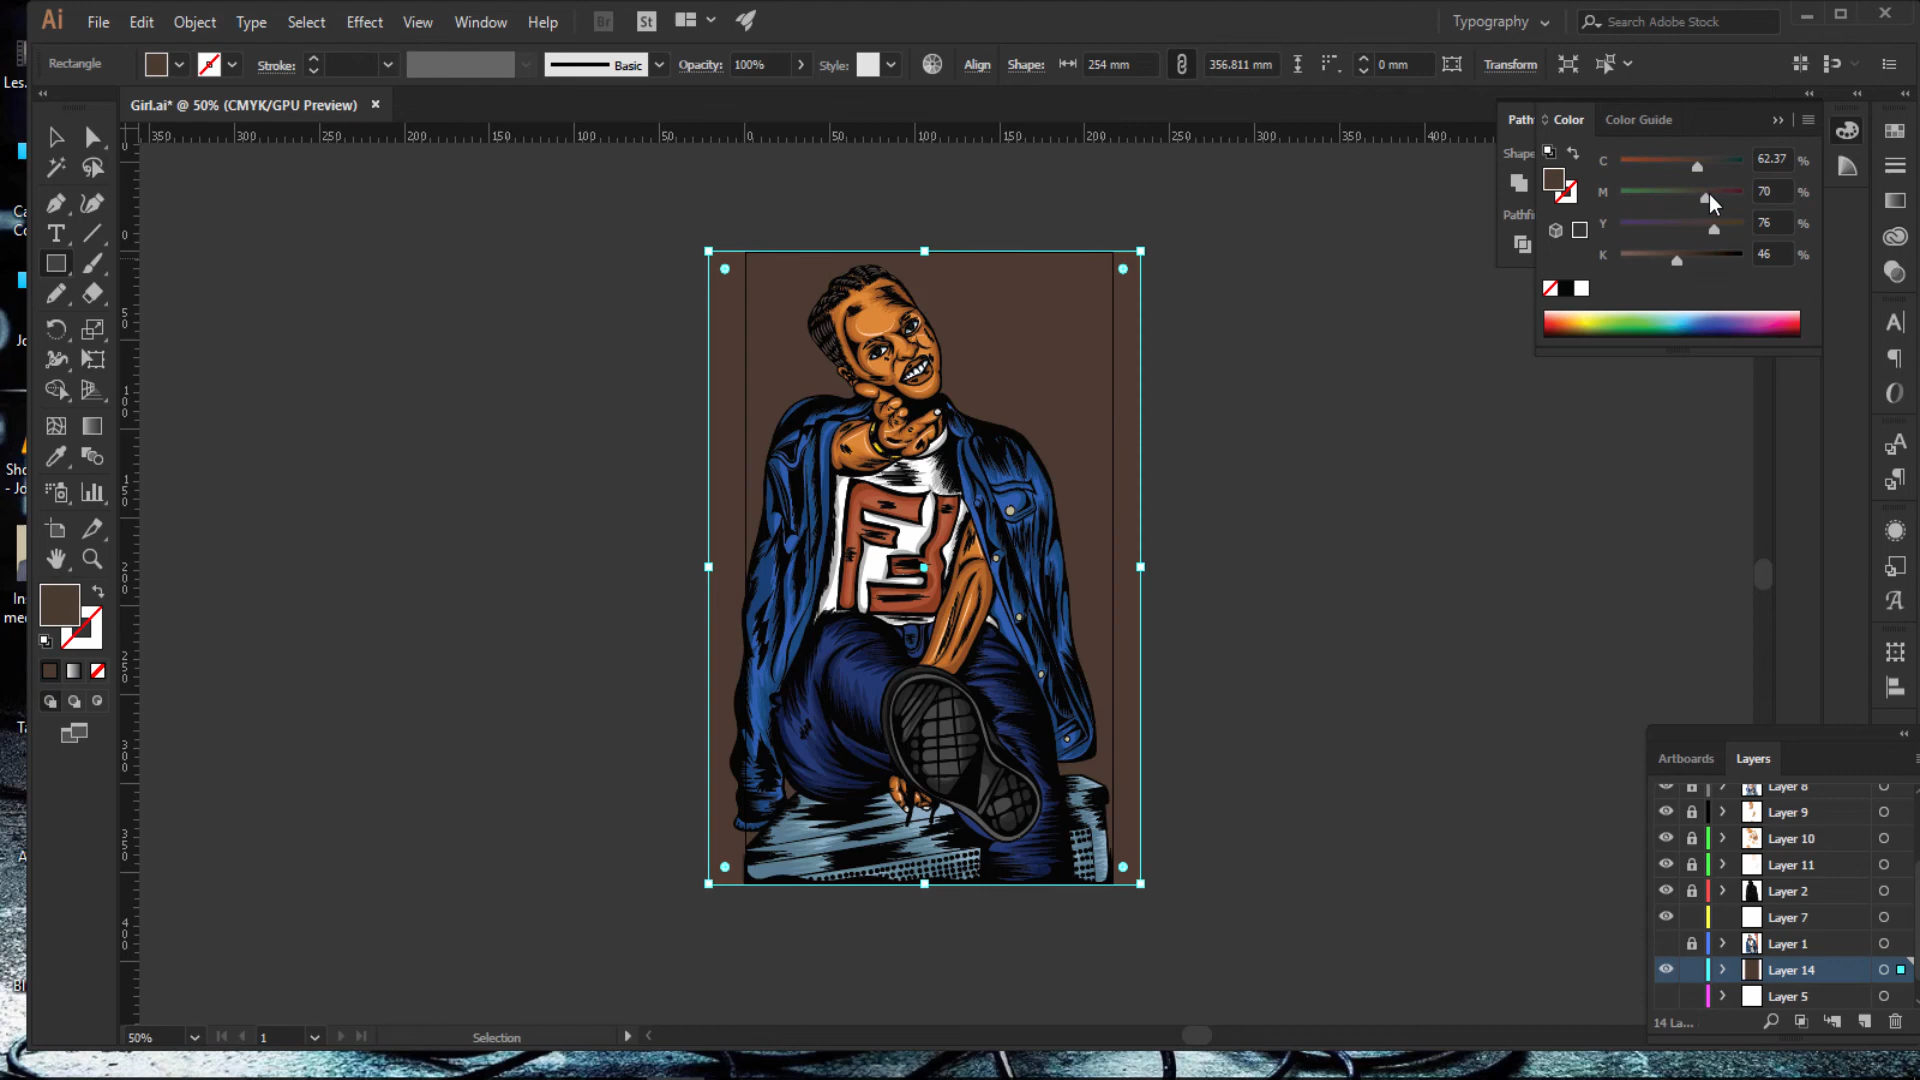 Ai File Edit Object Type Select Effect View Window Help Br St Typography Search Adobe Stock
Rectangle Stroke: Basic Opacity: 100% Style: Align Shape: 254 mm 356.811 mm 0 mm Transform
Girl.ai* @ 50% (CMYK/GPU Preview)
350 300 250 200 150 100 50 0 50 100 150 200 250 300 350 400
Color Color Guide
C 62.37 %
M 70 %
Y 76 %
K 46 %
Artboards Layers
Layer 8
Layer 9
Layer 10
Layer 11
Layer 2
Layer 7
Layer 1
Layer 14
Layer 5
14 La...
50% 1 Selection